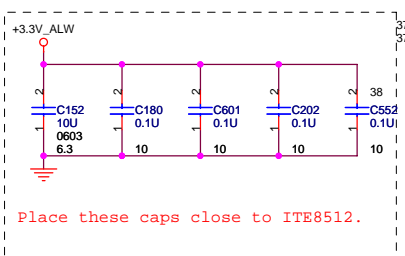 +3.3V_ALW
2 2 2 2 2 38
C152 C180 C601 C202 C552
10U 0.1U 0.1U 0.1U 0.1U
1 1 1 1 1
0603
6.3 10 10 10 10
Place these caps close to ITE8512.